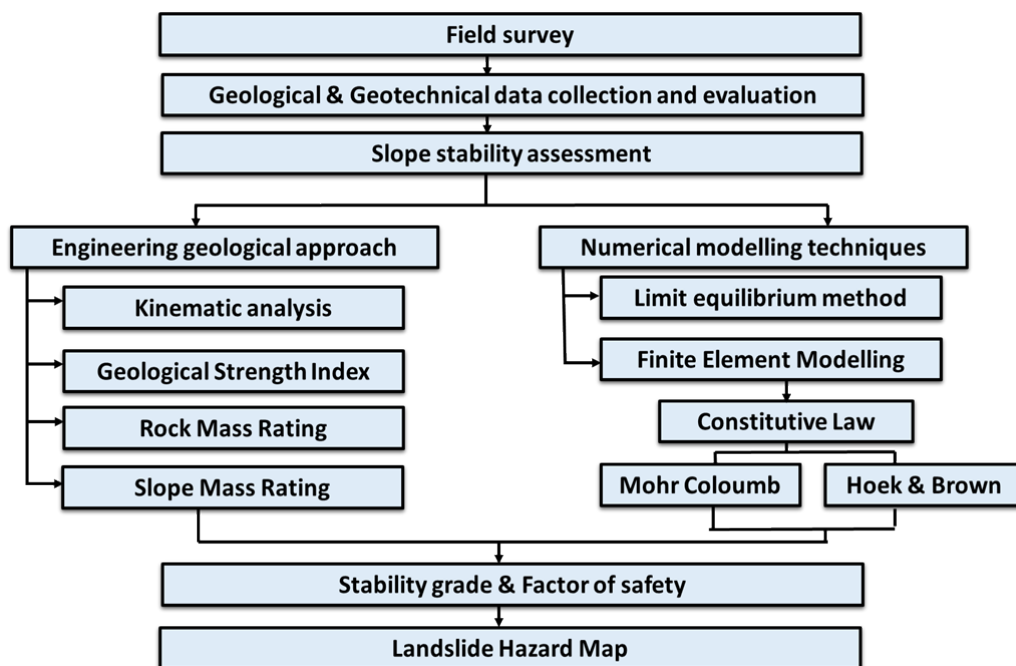 Field survey
Geological & Geotechnical data collection and evaluation
Slope stability assessment
Engineering geological approach
Kinematic analysis
Geological Strength Index
Rock Mass Rating
Slope Mass Rating
Numerical modelling techniques
Limit equilibrium method
Finite Element Modelling
Constitutive Law
Mohr Coloumb
Hoek & Brown
Stability grade & Factor of safety
Landslide Hazard Map